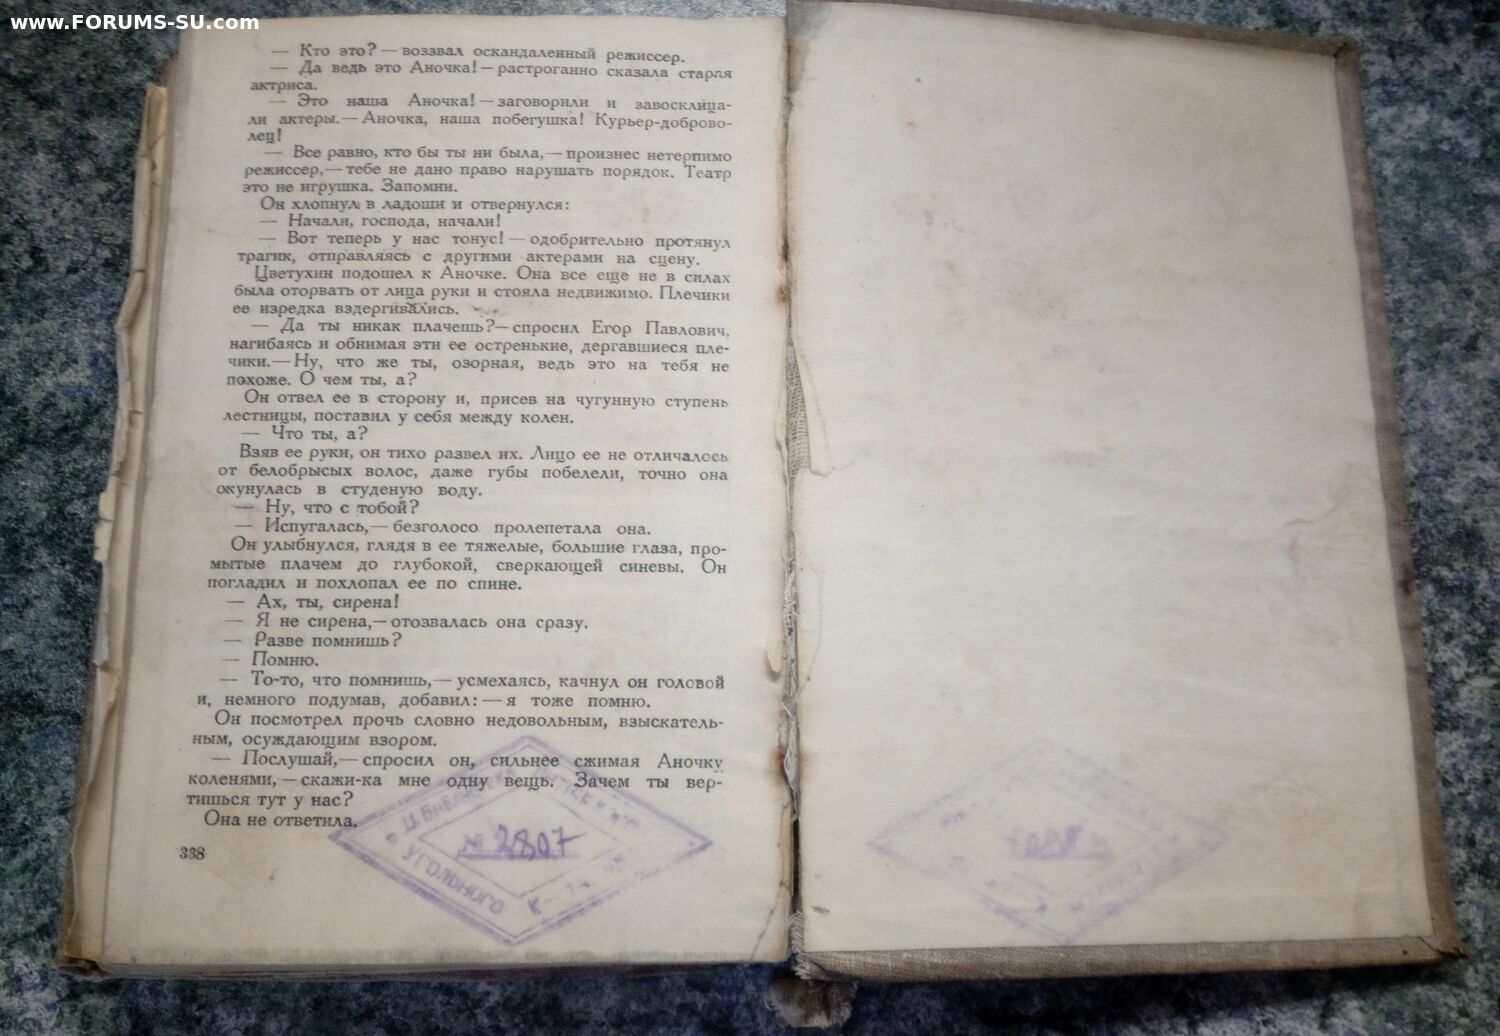 www.FORUMS-SU.com
— Кто это? — воззвал оскандаленный режиссер.
— Да ведь это Аночка! — растроганно сказала старая
актриса.
— Это наша Аночка! — заговорили и завосклица-
ли актеры. — Аночка, наша побегушка! Курьер-доброво-
лец!
— Все равно, кто бы ты ни была, — произнес нетерпимо
режиссер, — тебе не дано право нарушать порядок. Театр
это не игрушка. Запомни.
Он хлопнул в ладоши и отвернулся:
— Начали, господа, начали!
— Вот теперь у нас тонус! — одобрительно протянул
трагик, отправляясь с другими актерами на сцену.
Цветухин подошел к Аночке. Она все еще не в силах
была оторвать от лица руки и стояла недвижимо. Плечики
ее изредка вздергивались.
— Да ты никак плачешь? — спросил Егор Павлович,
нагибаясь и обнимая эти ее остренькие, дергавшиеся пле-
чики. — Ну, что же ты, озорная, ведь это на тебя не
похоже. О чем ты, а?
Он отвел ее в сторону и, присев на чугунную ступень
лестницы, поставил у себя между колен.
— Что ты, а?
Взяв ее руки, он тихо развел их. Лицо ее не отличалось
от белобрысых волос, даже губы побелели, точно она
окунулась в студеную воду.
— Ну, что с тобой?
— Испугалась, — безголосо пролепетала она.
Он улыбнулся, глядя в ее тяжелые, большие глаза, про-
мытые плачем до глубокой, сверкающей синевы. Он
погладил и похлопал ее по спине.
— Ах, ты, сирена!
— Я не сирена, — отозвалась она сразу.
— Разве помнишь?
— Помню.
— То-то, что помнишь, — усмехаясь, качнул он головой
и, немного подумав, добавил: — я тоже помню.
Он посмотрел прочь словно недовольным, взыскатель-
ным, осуждающим взором.
— Послушай, — спросил он, сильнее сжимая Аночку
коленями, — скажи-ка мне одну вещь. Зачем ты вер-
тишься тут у нас?
Она не ответила.
338
Ц. Библиотека
№ 2807
Угольного